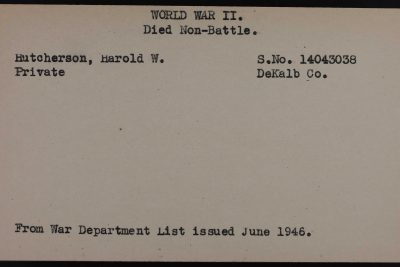 WORLD WAR II.
Died Non-Battle.
Hutcherson, Harold W. S.No. 14043038
Private DeKalb Co.
From War Department List issued June 1946.